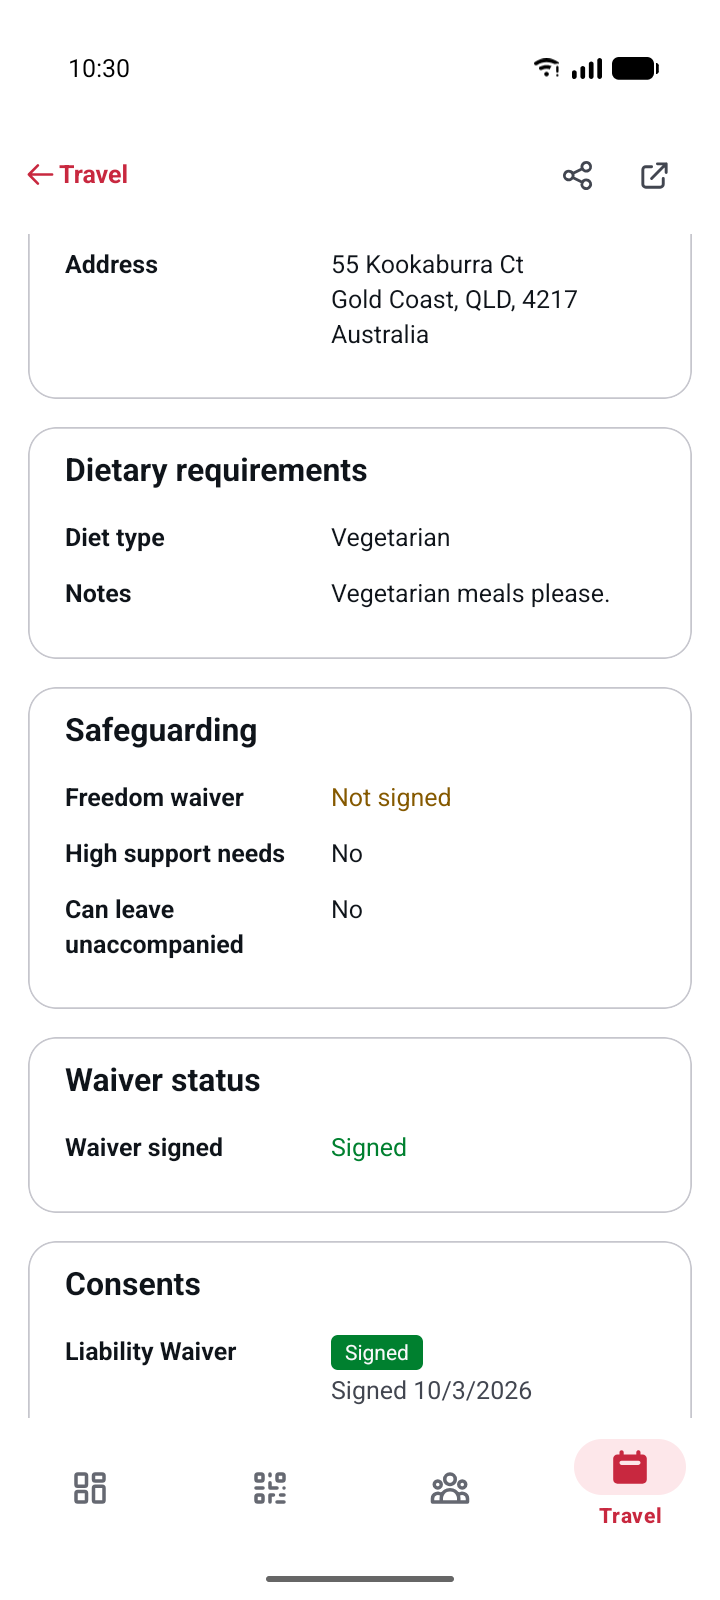 10:30
Travel
Address
55 Kookaburra Ct
Gold Coast, QLD, 4217
Australia
Dietary requirements
Diet type
Vegetarian
Notes
Vegetarian meals please.
Safeguarding
Freedom waiver
Not signed
High support needs
No
Can leave
unaccompanied
No
Waiver status
Waiver signed
Signed
Consents
Liability Waiver
Signed
Signed 10/3/2026
Travel